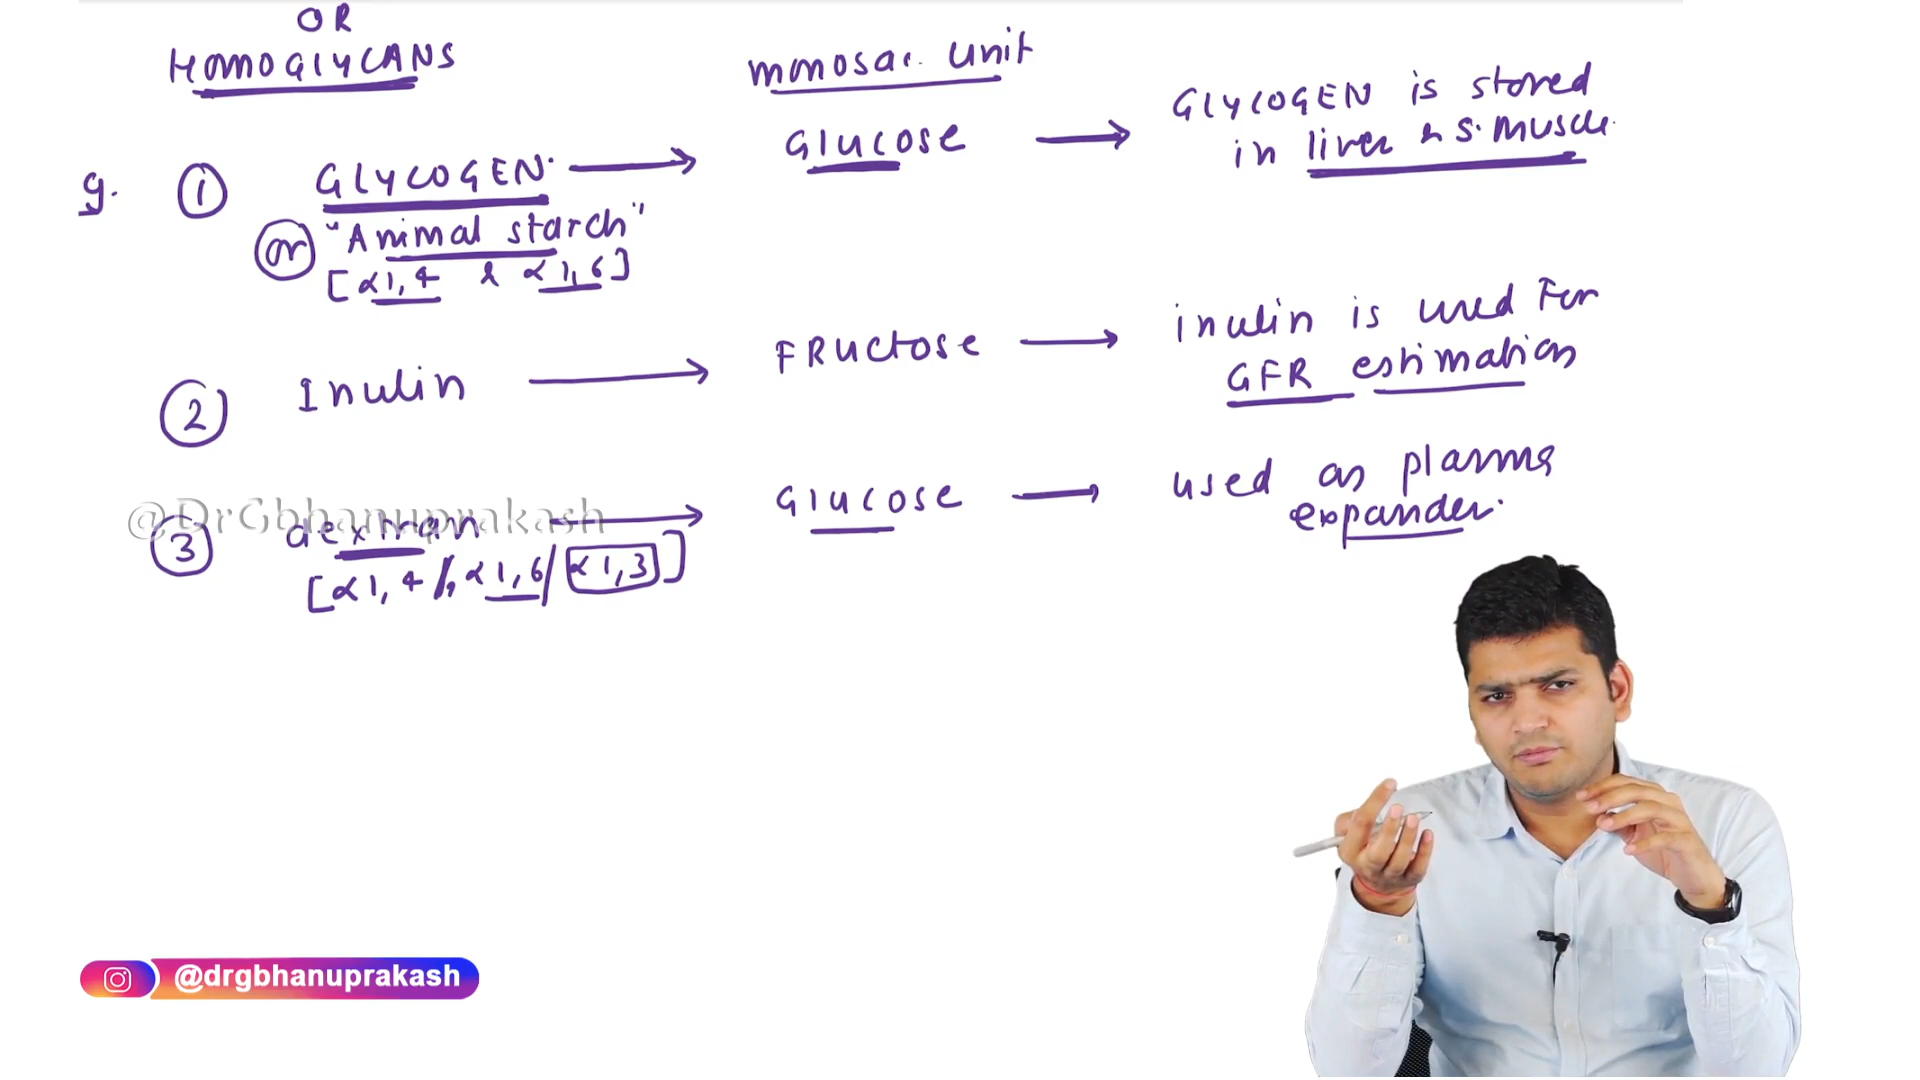 OR
HOMOGLYCANS
monosac. unit
g. 1 GLYCOGEN. → Glucose → GLYCOGEN is stored
in liver & s. muscle.
or "Animal starch"
[α1,4 & α1,6]
2 Inulin → FRuctose → inulin is used For
GFR estimation
3 dextran → Glucose → used as plasma
expander.
@DrGbhanuprakash
[α1,4 /, α1,6/ α1,3]
@drgbhanuprakash